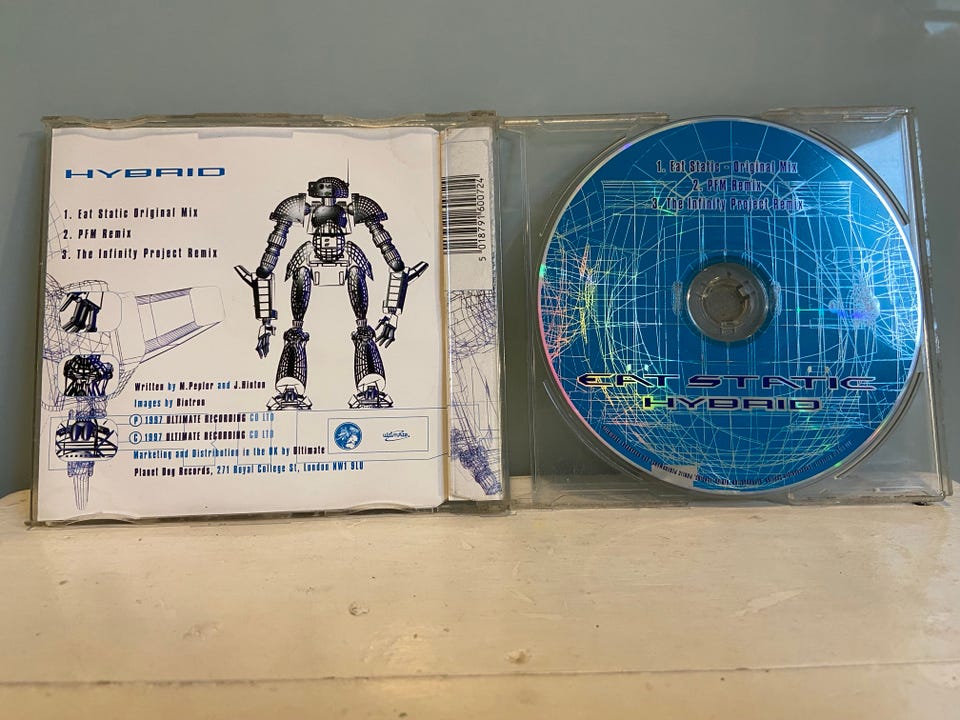 HYBRID
1. Eat Static Original Mix
2. PFM Remix
3. The Infinity Project Remix
Written by M.Pepler and J.Hinton
Images by Biotron
P 1997 ULTIMATE RECORDING CO LTD
C 1997 ULTIMATE RECORDING CO LTD
Marketing and Distribution in the UK by Ultimate
Planet Dog Records, 271 Royal College St, London NW1 9LU
ultimate.
5 018791 600724
1. Eat Static - Original Mix
2. PFM Remix
3. The Infinity Project Remix
EAT STATIC
HYBRID